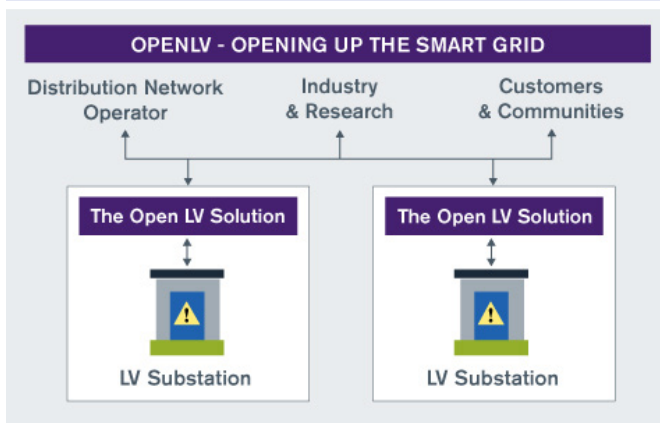 OPENLV - OPENING UP THE SMART GRID
Distribution Network
Operator
Industry
& Research
Customers
& Communities
The Open LV Solution
LV Substation
The Open LV Solution
LV Substation